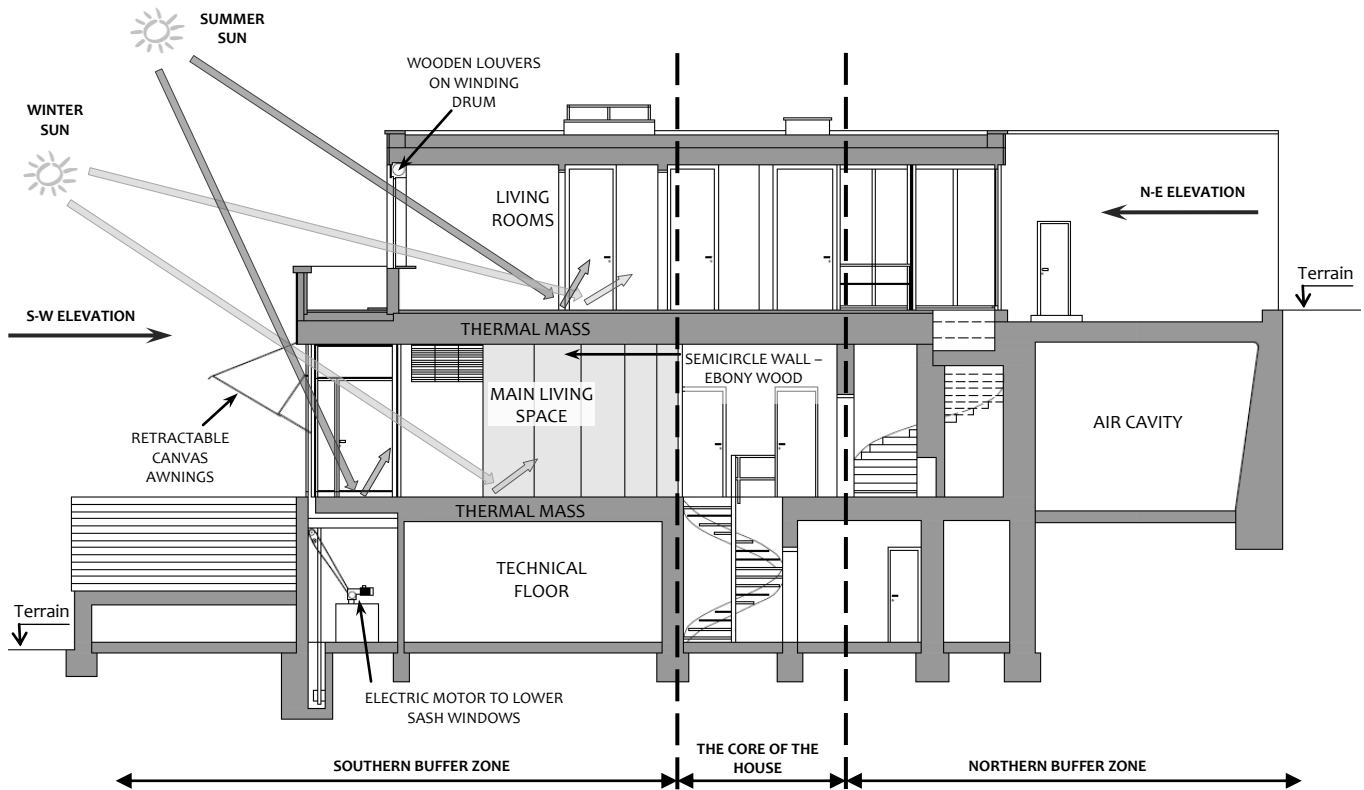 SUMMER
SUN
WOODEN LOUVERS
ON WINDING
DRUM
WINTER
SUN
LIVING
ROOMS
N-E ELEVATION
Terrain
S-W ELEVATION
THERMAL MASS
SEMICIRCLE WALL –
EBONY WOOD
MAIN LIVING
SPACE
AIR CAVITY
RETRACTABLE
CANVAS
AWNINGS
THERMAL MASS
TECHNICAL
FLOOR
Terrain
ELECTRIC MOTOR TO LOWER
SASH WINDOWS
SOUTHERN BUFFER ZONE
THE CORE OF THE
HOUSE
NORTHERN BUFFER ZONE